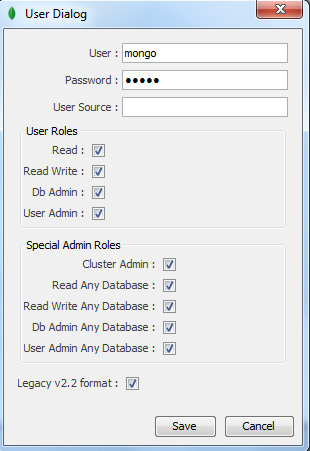 User Dialog
User : mongo
Password : •••••
User Source :
User Roles
Read :
Read Write :
Db Admin :
User Admin :
Special Admin Roles
Cluster Admin :
Read Any Database :
Read Write Any Database :
Db Admin Any Database :
User Admin Any Database :
Legacy v2.2 format :
Save Cancel